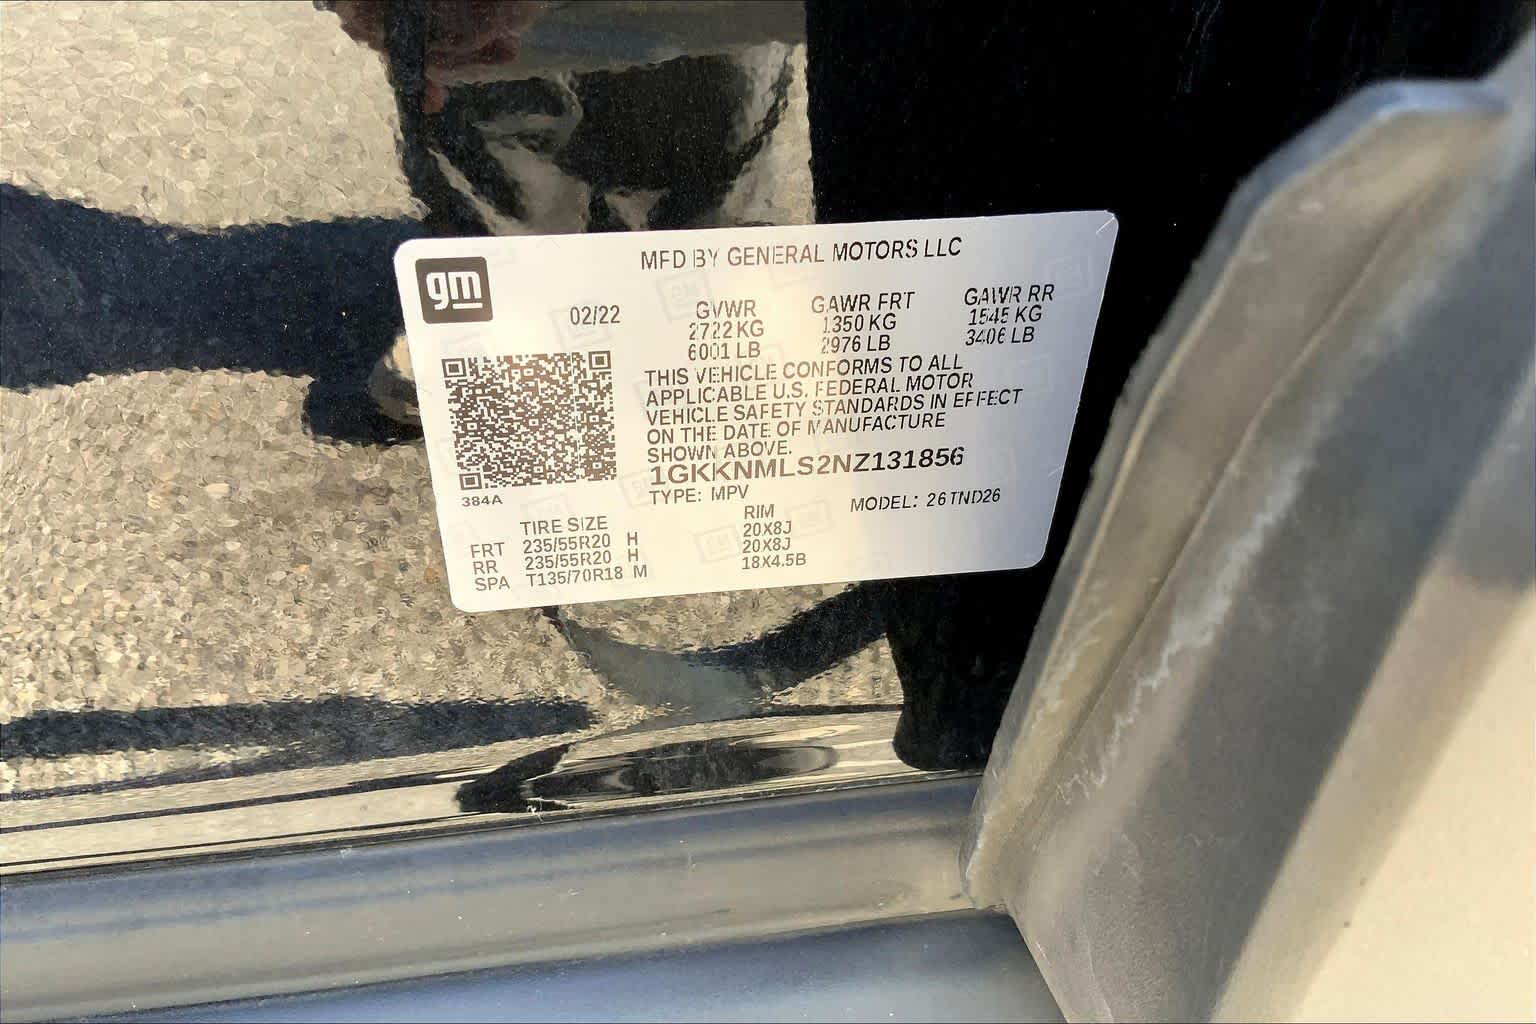 gm
MFD BY GENERAL MOTORS LLC
02/22
GVWR GAWR FRT GAWR RR
2722 KG 1350 KG 1545 KG
6001 LB 2976 LB 3406 LB
THIS VEHICLE CONFORMS TO ALL
APPLICABLE U.S. FEDERAL MOTOR
VEHICLE SAFETY STANDARDS IN EFFECT
ON THE DATE OF MANUFACTURE
SHOWN ABOVE.
1GKKNMLS2NZ131856
384A
TYPE: MPV MODEL: 26TND26
TIRE SIZE RIM
FRT 235/55R20 H 20X8J
RR 235/55R20 H 20X8J
SPA T135/70R18 M 18X4.5B